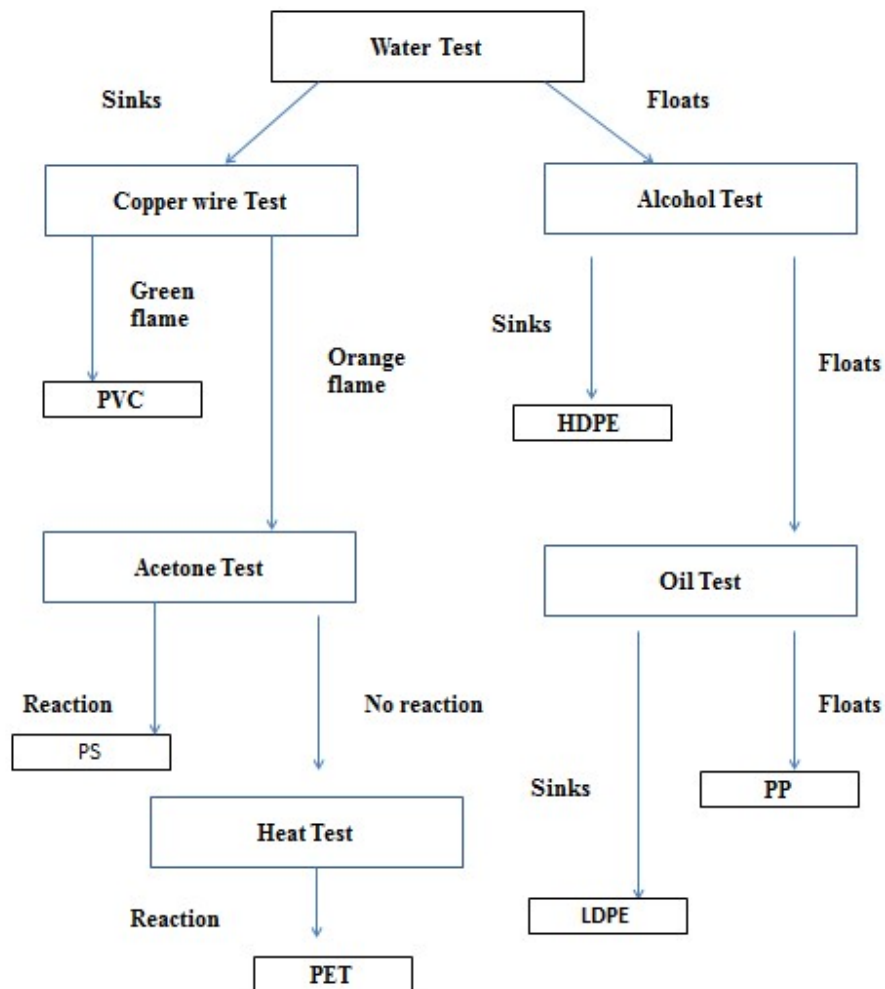 Water Test
Sinks
Floats
Copper wire Test
Alcohol Test
Green
flame
Sinks
Orange
flame
Floats
PVC
HDPE
Acetone Test
Oil Test
Reaction
No reaction
Floats
PS
Sinks
PP
Heat Test
Reaction
LDPE
PET